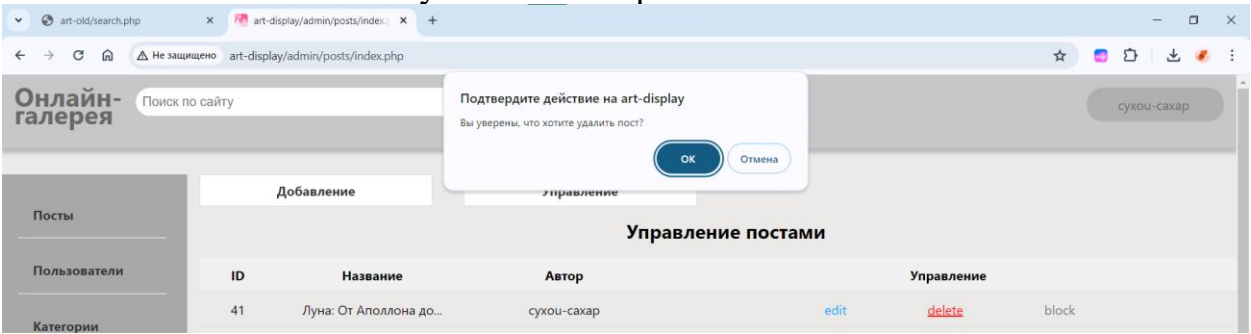 art-old/search.php
art-display/admin/posts/index.
Не защищено art-display/admin/posts/index.php
Онлайн-
галерея
Поиск по сайту
Подтвердите действие на art-display
Вы уверены, что хотите удалить пост?
ОК Отмена
сухои-сахар
Добавление Управление
Посты
Управление постами
Пользователи
ID Название Автор Управление
41 Луна: От Аполлона до... сухои-сахар edit delete block
Категории